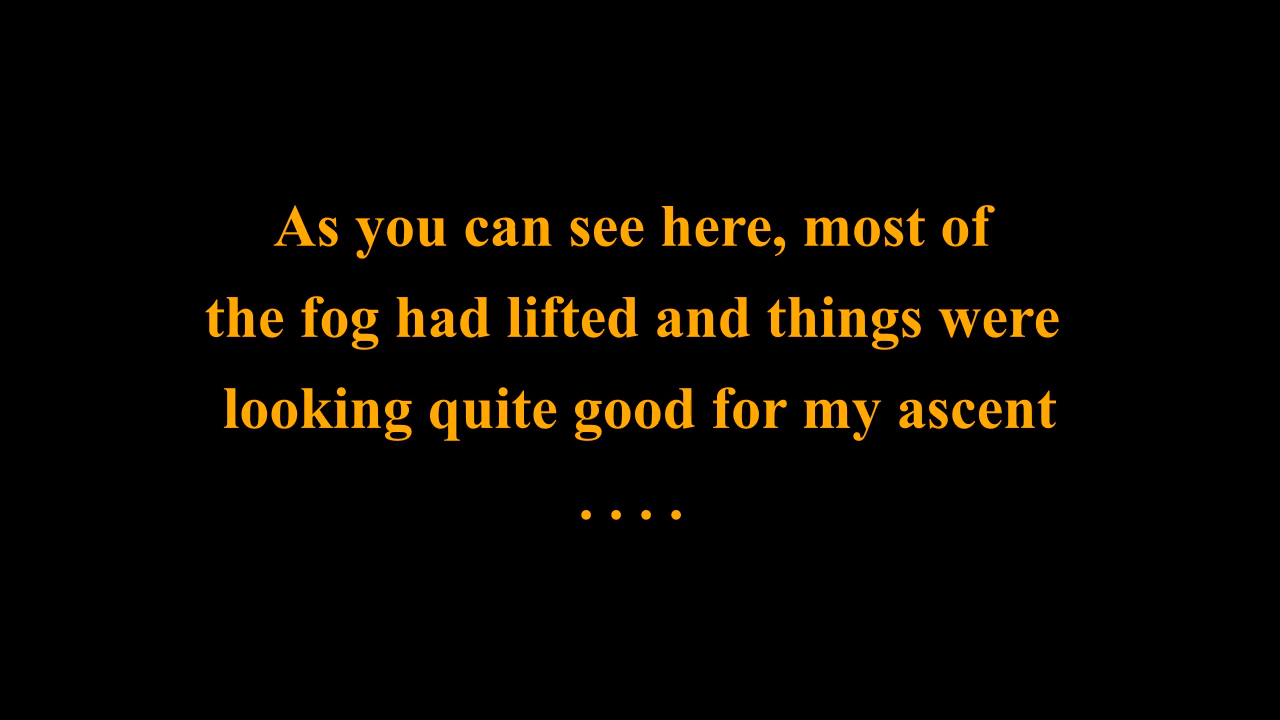 As you can see here, most of
the fog had lifted and things were
looking quite good for my ascent
. . . .